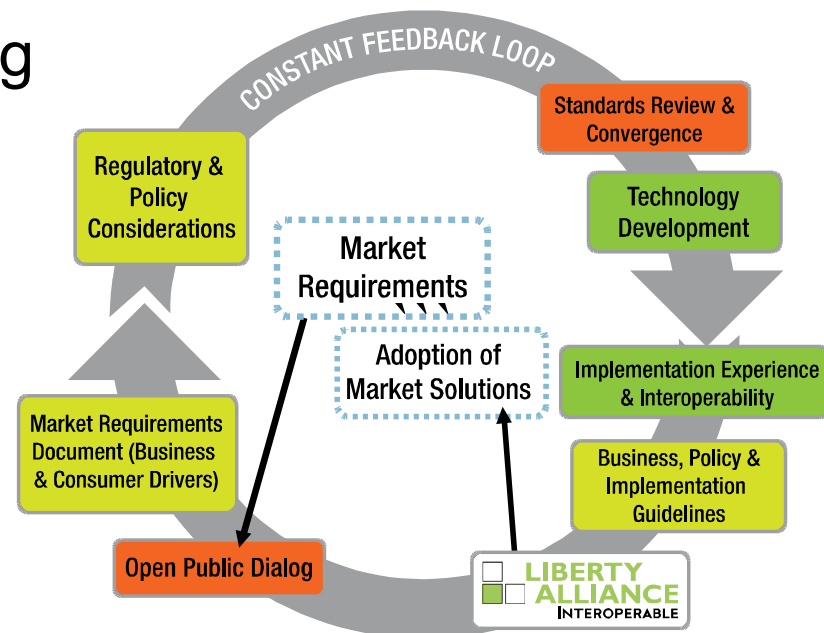 g
CONSTANT FEEDBACK LOOP
Standards Review &
Convergence
Regulatory &
Policy
Considerations
Technology
Development
Market
Requirements
Adoption of
Market Solutions
Implementation Experience
& Interoperability
Market Requirements
Document (Business
& Consumer Drivers)
Business, Policy &
Implementation
Guidelines
Open Public Dialog
LIBERTY
ALLIANCE
INTEROPERABLE